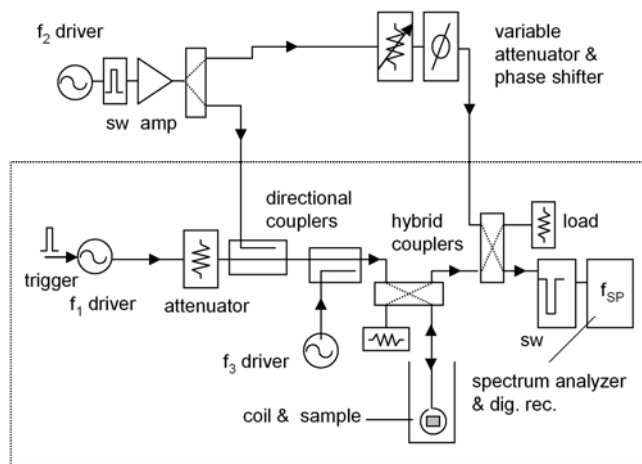 f₂ driver
sw amp
variable
attenuator &
phase shifter
directional
couplers
hybrid
couplers
load
trigger
f₁ driver
attenuator
f₃ driver
sw
fSP
spectrum analyzer
& dig. rec.
coil & sample